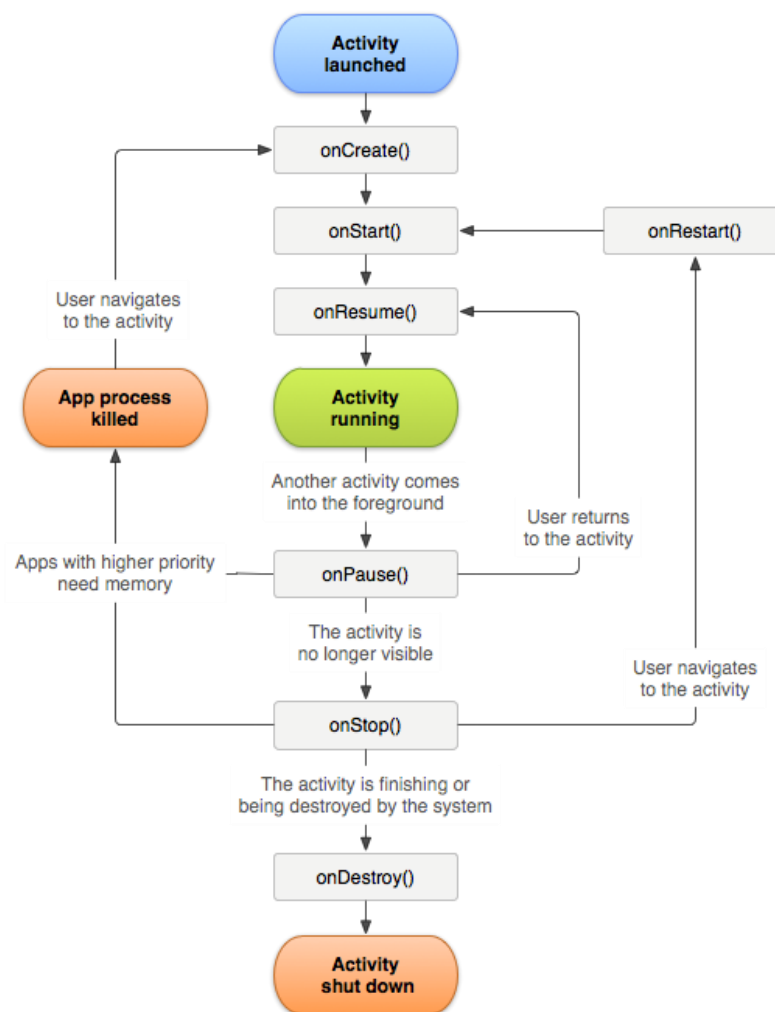 Activity
launched
onCreate()
onStart()
onRestart()
User navigates
to the activity
onResume()
App process
killed
Activity
running
Another activity comes
into the foreground
User returns
to the activity
Apps with higher priority
need memory
onPause()
The activity is
no longer visible
User navigates
to the activity
onStop()
The activity is finishing or
being destroyed by the system
onDestroy()
Activity
shut down